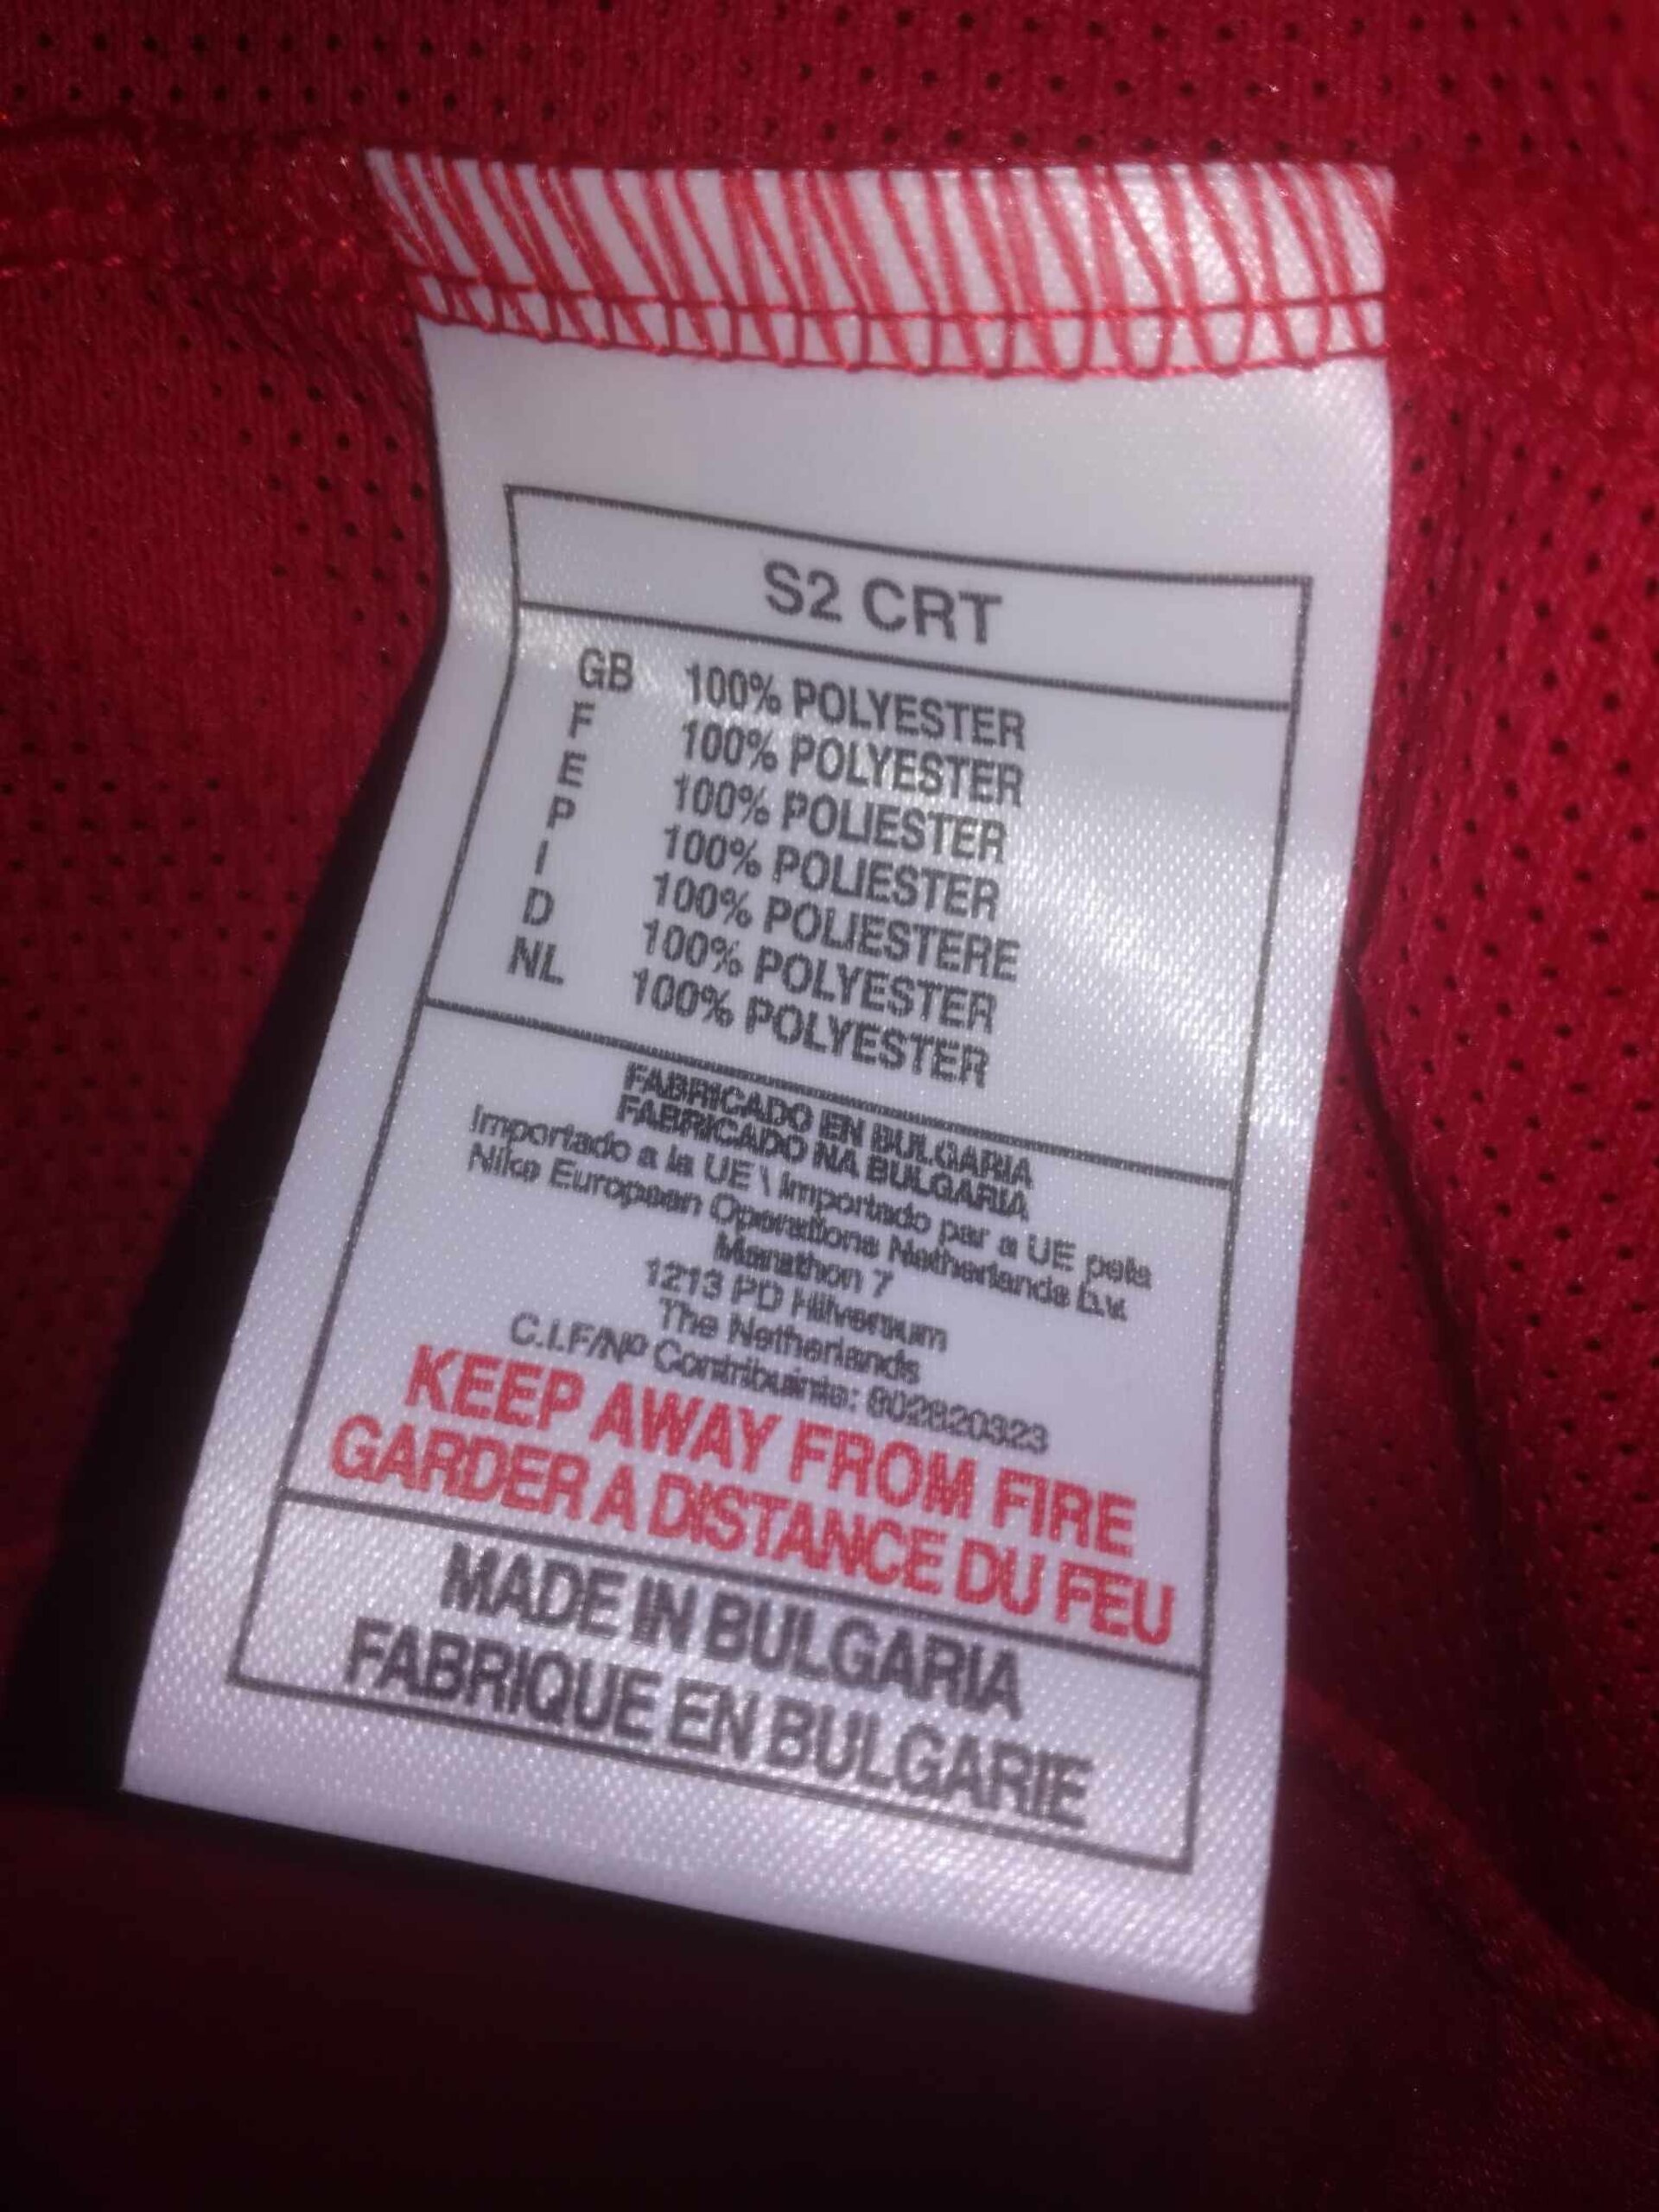 S2 CRT
GB 100% POLYESTER
F 100% POLYESTER
E 100% POLIESTER
P 100% POLIESTER
I 100% POLIESTERE
D 100% POLYESTER
NL 100% POLYESTER
FABRICADO EN BULGARIA
FABRICADO NA BULGARIA
Importado a la UE \ Importado par a UE pela
Nike European Operations Netherlands b.v.
Marathon 7
1213 PD Hilversum
The Netherlands
C.I.F/Nº Contribuinte: 802820323
KEEP AWAY FROM FIRE
GARDER A DISTANCE DU FEU
MADE IN BULGARIA
FABRIQUE EN BULGARIE